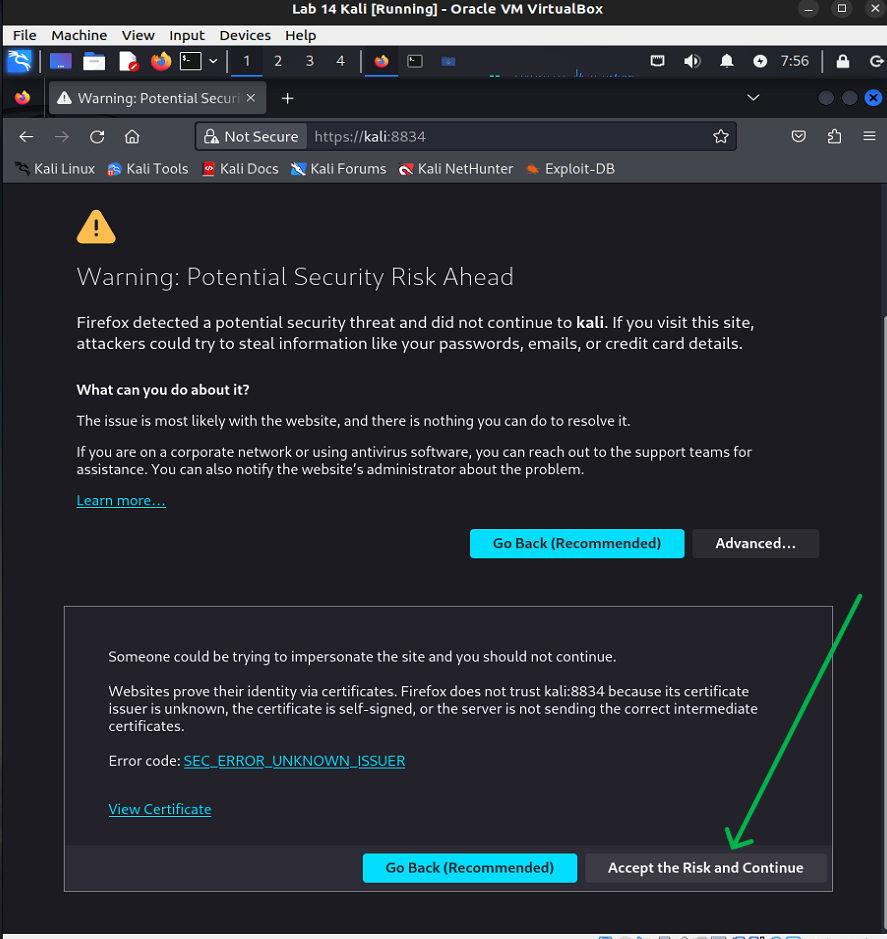 Lab 14 Kali [Running] - Oracle VM VirtualBox
File Machine View Input Devices Help
1 2 3 4 7:56
Warning: Potential Securi
Not Secure https://kali:8834
Kali Linux Kali Tools Kali Docs Kali Forums Kali NetHunter Exploit-DB
Warning: Potential Security Risk Ahead
Firefox detected a potential security threat and did not continue to kali. If you visit this site,
attackers could try to steal information like your passwords, emails, or credit card details.
What can you do about it?
The issue is most likely with the website, and there is nothing you can do to resolve it.
If you are on a corporate network or using antivirus software, you can reach out to the support teams for
assistance. You can also notify the website’s administrator about the problem.
Learn more…
Go Back (Recommended) Advanced…
Someone could be trying to impersonate the site and you should not continue.
Websites prove their identity via certificates. Firefox does not trust kali:8834 because its certificate
issuer is unknown, the certificate is self-signed, or the server is not sending the correct intermediate
certificates.
Error code: SEC_ERROR_UNKNOWN_ISSUER
View Certificate
Go Back (Recommended) Accept the Risk and Continue